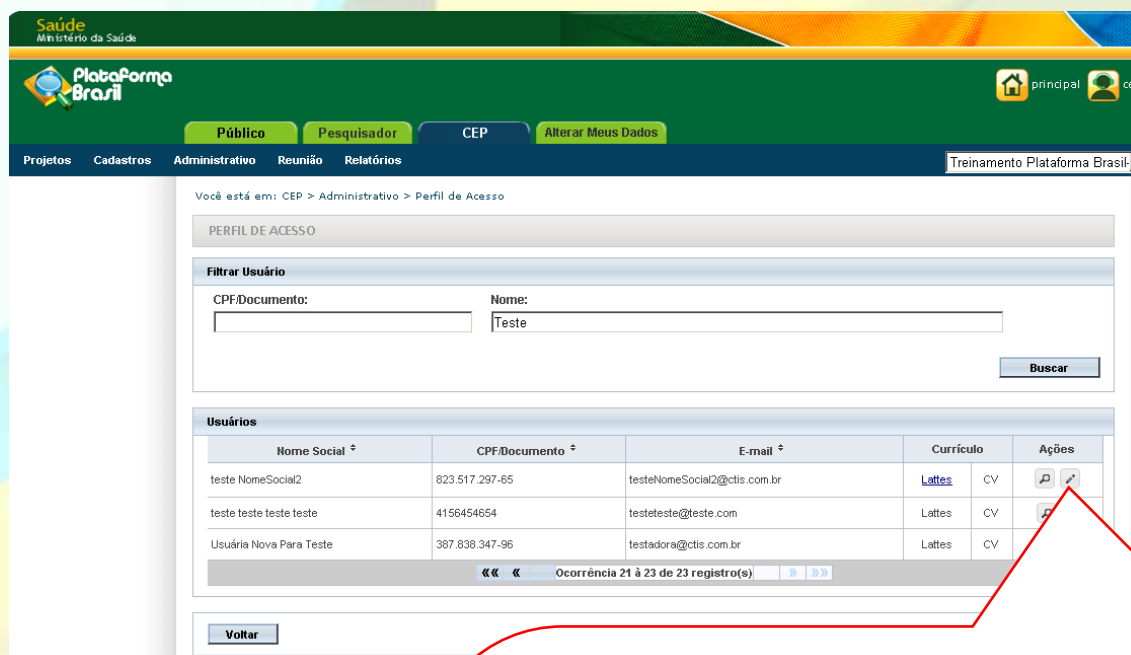 Saúde
Ministério da Saúde
Plataforma
Brasil
principal
Público Pesquisador CEP Alterar Meus Dados
Projetos Cadastros Administrativo Reunião Relatórios Treinamento Plataforma Brasil-
Você está em: CEP > Administrativo > Perfil de Acesso
PERFIL DE ACESSO
Filtrar Usuário
CPF/Documento: Nome:
Teste
Buscar
Usuários
Nome Social CPF/Documento E-mail Currículo Ações
teste NomeSocial2 823.517.297-65 testeNomeSocial2@ctis.com.br Lattes CV
teste teste teste teste 4156454654 testeteste@teste.com Lattes CV
Usuária Nova Para Teste 387.838.347-96 testadora@ctis.com.br Lattes CV
Ocorrência 21 à 23 de 23 registro(s)
Voltar